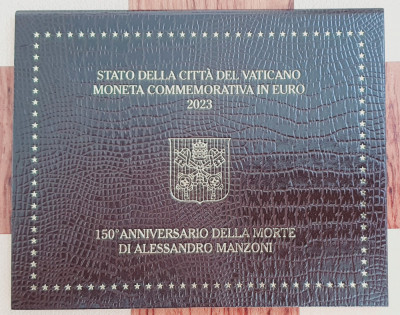 STATO DELLA CITTÀ DEL VATICANO
MONETA COMMEMORATIVA IN EURO
2023
150° ANNIVERSARIO DELLA MORTE
DI ALESSANDRO MANZONI